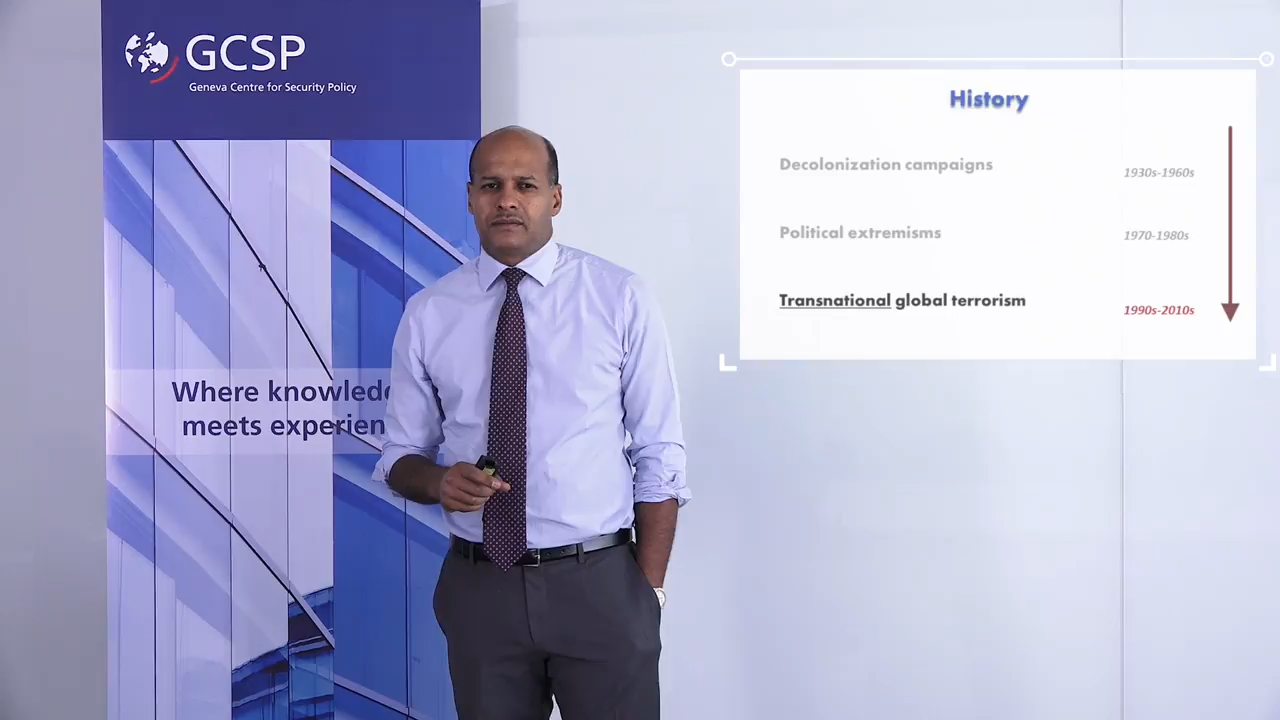 GCSP
Geneva Centre for Security Policy
Where knowled
meets experien
History
Decolonization campaigns 1930s-1960s
Political extremisms 1970-1980s
Transnational global terrorism 1990s-2010s